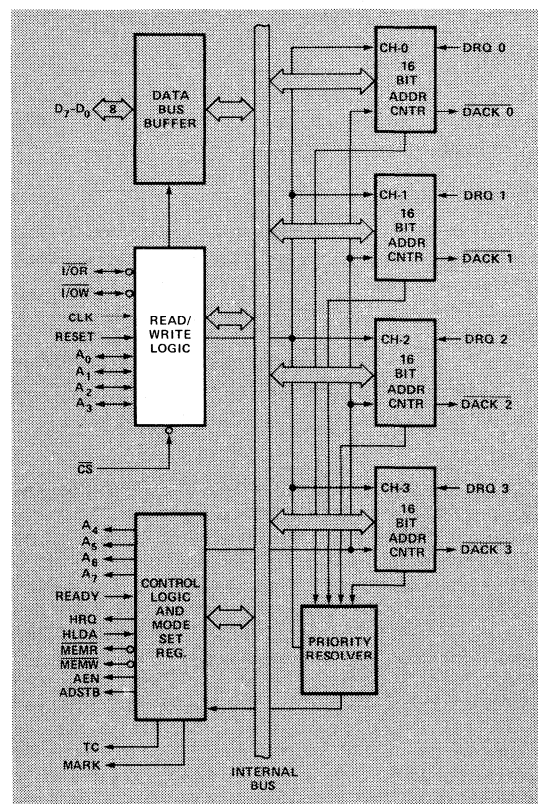 D7-D0
8
DATA
BUS
BUFFER
I/OR
I/OW
CLK
RESET
A0
A1
A2
A3
READ/
WRITE
LOGIC
CS
A4
A5
A6
A7
READY
HRQ
HLDA
MEMR
MEMW
AEN
ADSTB
CONTROL
LOGIC
AND
MODE
SET
REG.
TC
MARK
INTERNAL
BUS
CH-0
16
BIT
ADDR
CNTR
DRQ 0
DACK 0
CH-1
16
BIT
ADDR
CNTR
DRQ 1
DACK 1
CH-2
16
BIT
ADDR
CNTR
DRQ 2
DACK 2
CH-3
16
BIT
ADDR
CNTR
DRQ 3
DACK 3
PRIORITY
RESOLVER